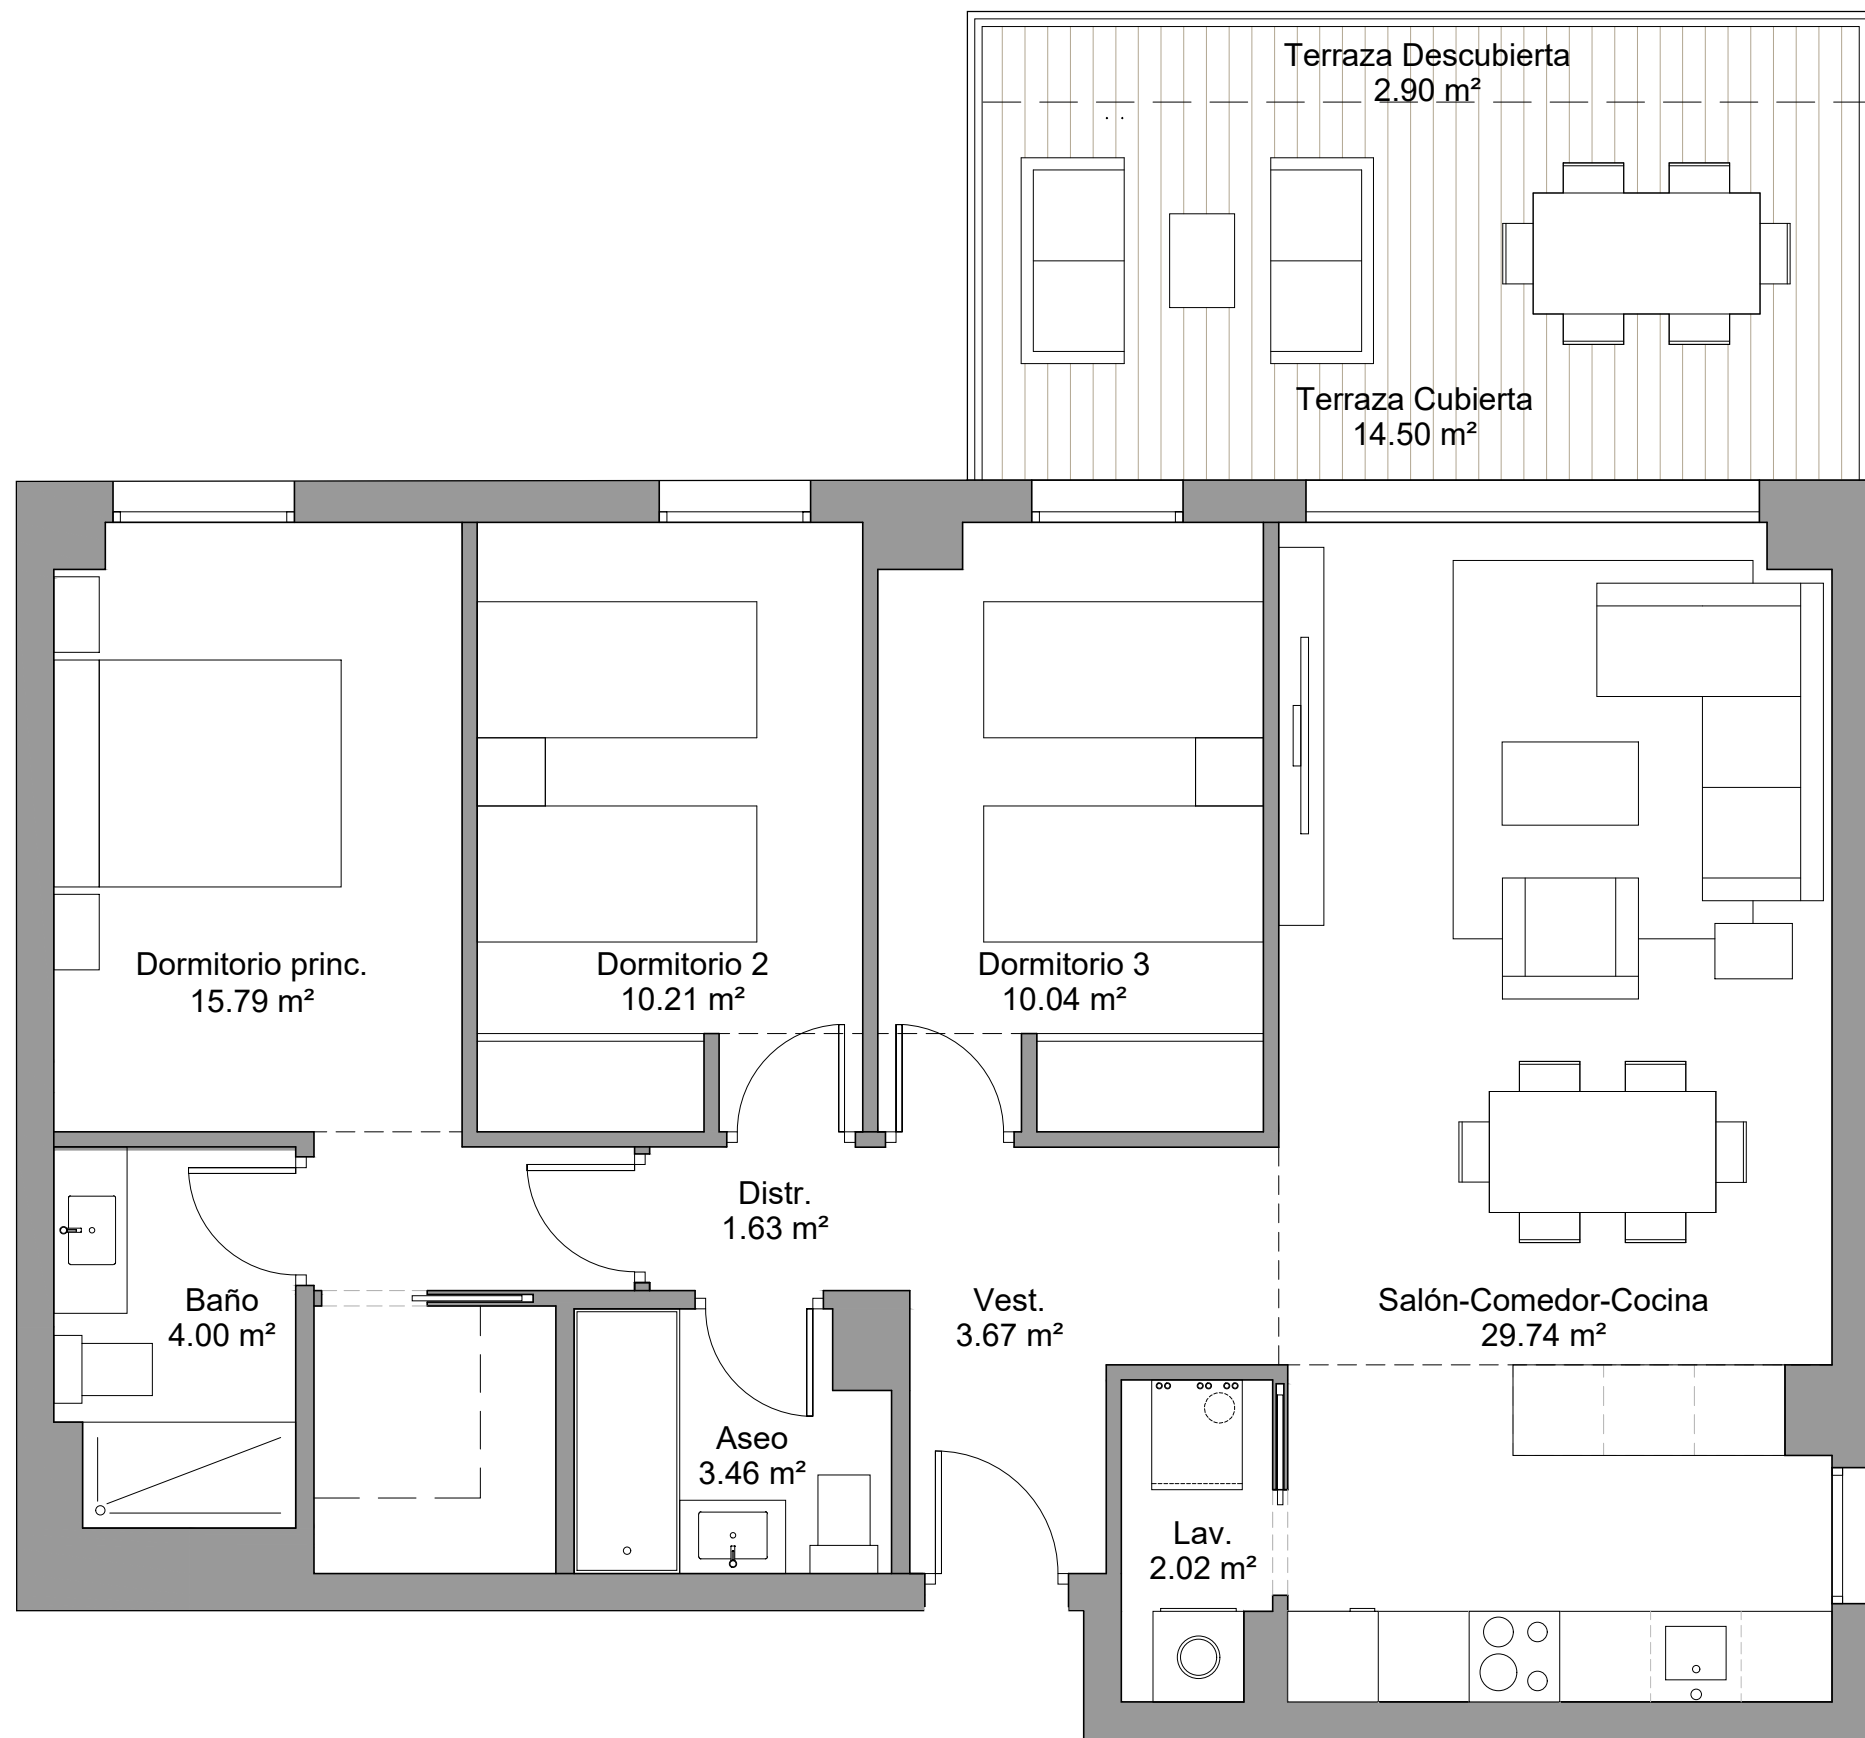 Terraza Descubierta
2.90 m²
Terraza Cubierta
14.50 m²
Dormitorio princ.
15.79 m²
Dormitorio 2
10.21 m²
Dormitorio 3
10.04 m²
Distr.
1.63 m²
Baño
4.00 m²
Vest.
3.67 m²
Salón-Comedor-Cocina
29.74 m²
Aseo
3.46 m²
Lav.
2.02 m²